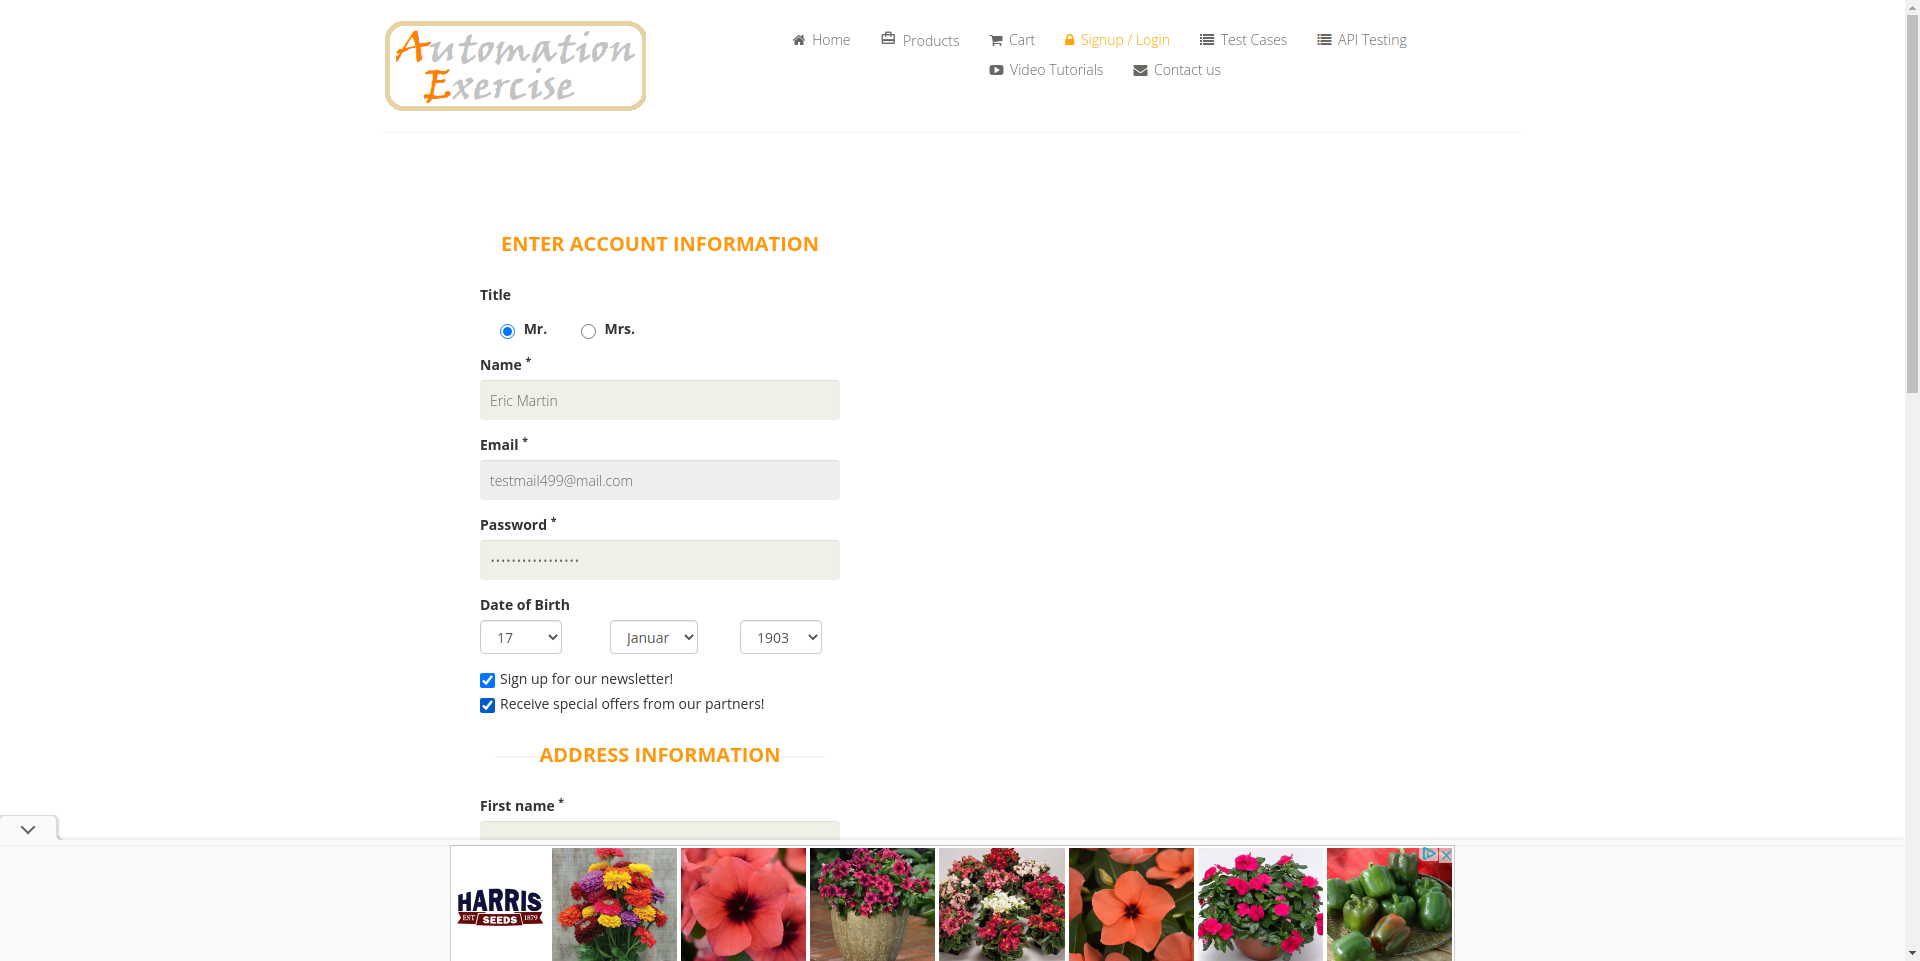 Automation
Exercise
Home
Products
Cart
Signup / Login
Test Cases
API Testing
Video Tutorials
Contact us
ENTER ACCOUNT INFORMATION
Title
Mr.
Mrs.
Name *
Eric Martin
Email *
testmail499@mail.com
Password *
•••••••••••••••••
Date of Birth
17
Januar
1903
Sign up for our newsletter!
Receive special offers from our partners!
ADDRESS INFORMATION
First name *
HARRIS
EST SEEDS 1879